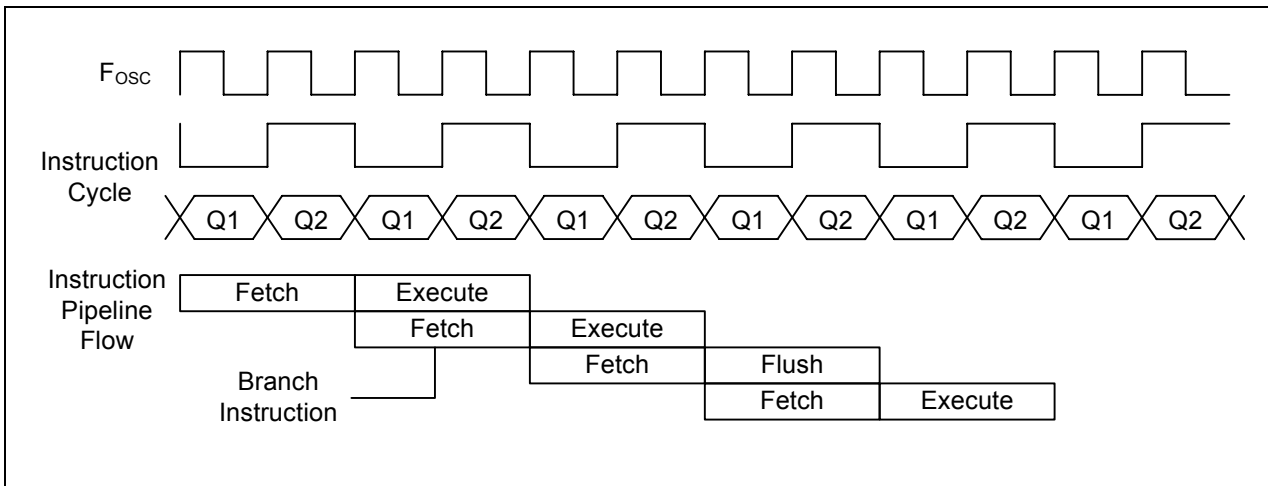 FOSC
Instruction
Cycle
Q1 Q2 Q1 Q2 Q1 Q2 Q1 Q2 Q1 Q2 Q1 Q2
Instruction
Pipeline
Flow
Fetch Execute
Fetch Execute
Fetch Flush
Fetch Execute
Branch
Instruction